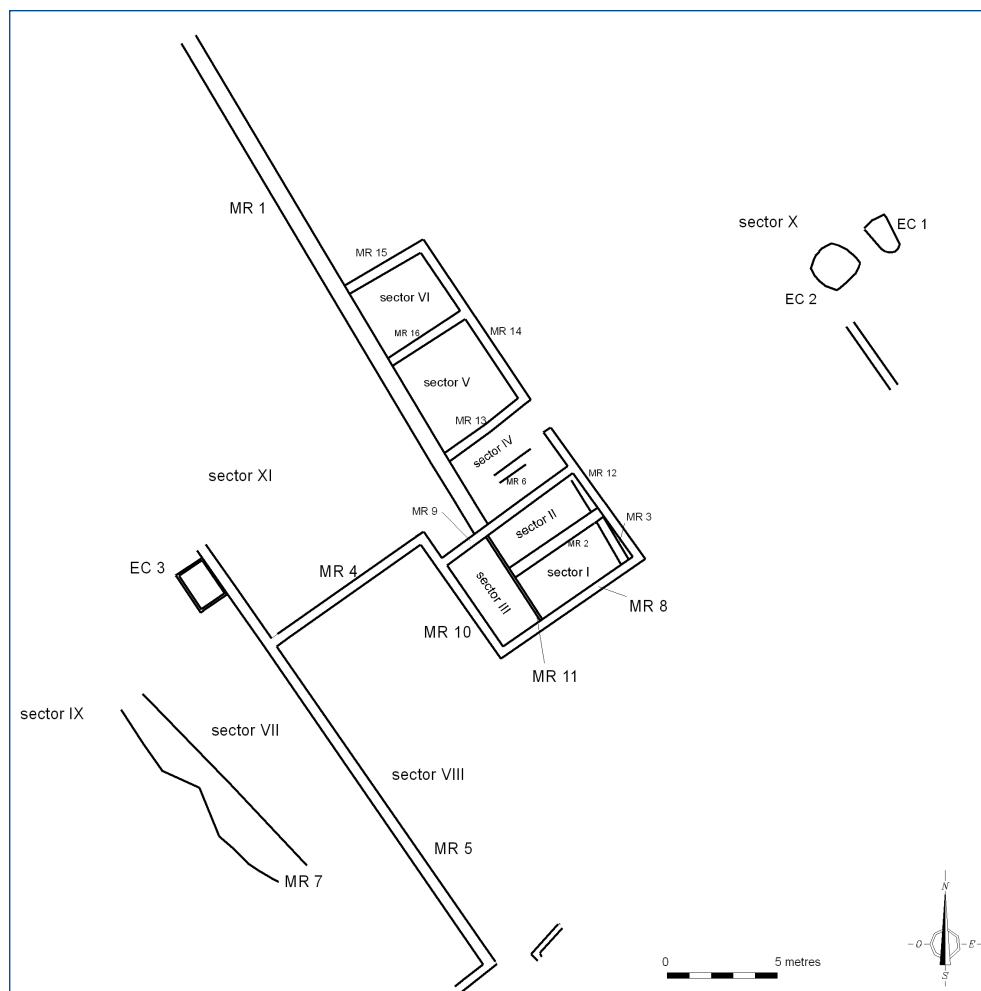 MR 1
sector X
EC 1
MR 15
EC 2
sector VI
MR 16
MR 14
sector V
MR 13
sector IV
MR 6
MR 12
sector XI
MR 9
sector II
MR 3
MR 2
EC 3
MR 4
sector I
sector III
MR 8
MR 10
MR 11
sector IX
sector VII
sector VIII
MR 5
MR 7
N
O E
S
0 5 metres